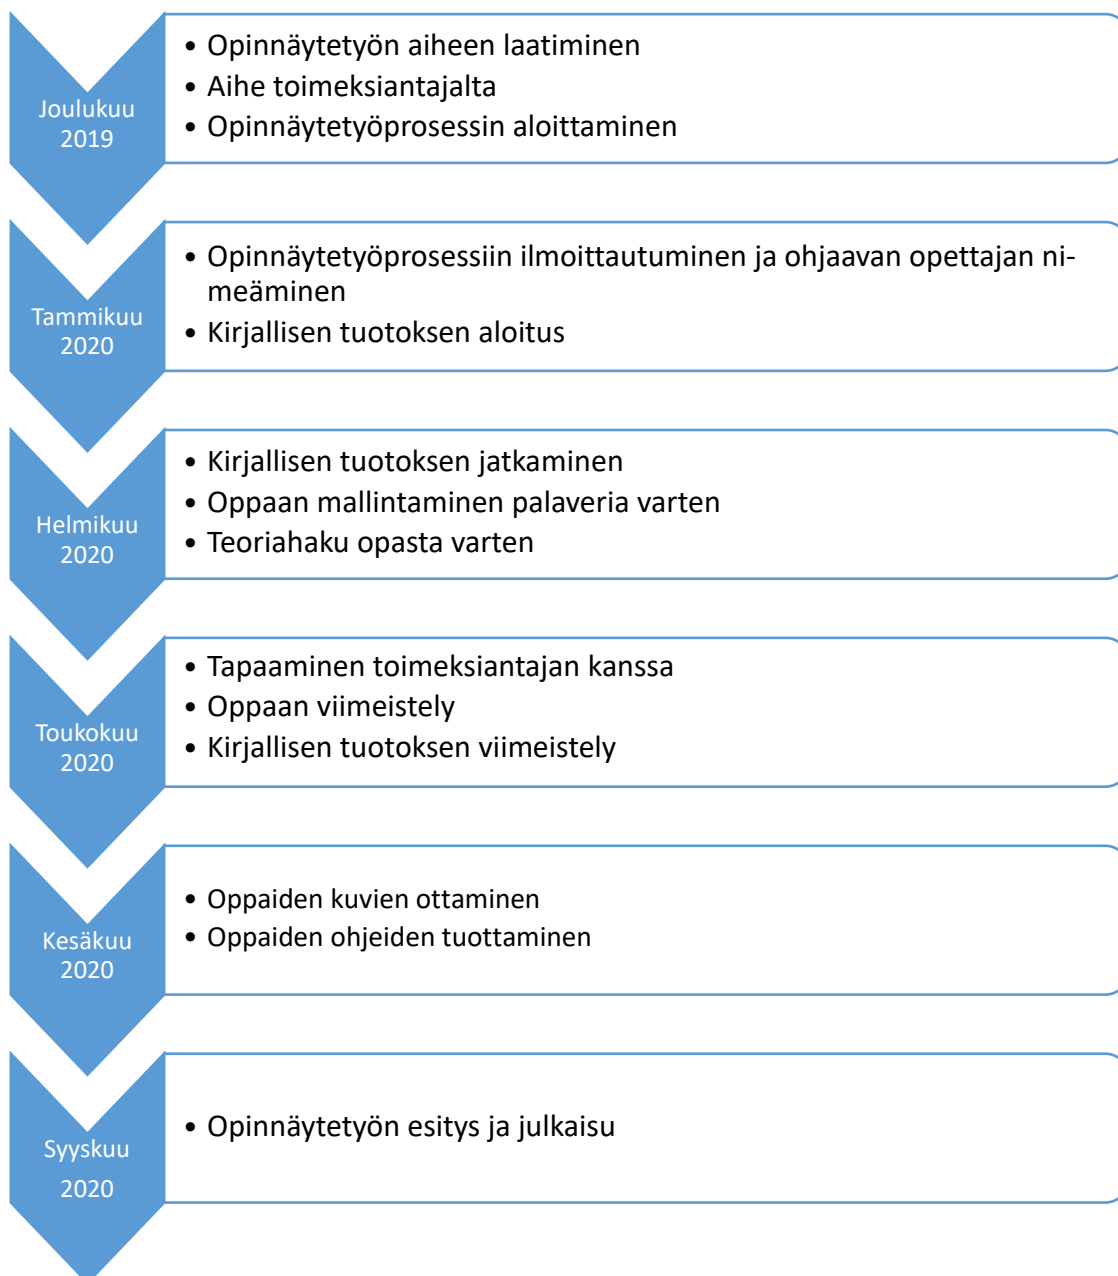 Joulukuu
2019
• Opinnäytetyön aiheen laatiminen
• Aihe toimeksiantajalta
• Opinnäytetyöprosessin aloittaminen
Tammikuu
2020
• Opinnäytetyöprosessiin ilmoittautuminen ja ohjaavan opettajan ni-
meäminen
• Kirjallisen tuotoksen aloitus
Helmikuu
2020
• Kirjallisen tuotoksen jatkaminen
• Oppaan mallintaminen palaveria varten
• Teoriahaku opasta varten
Toukokuu
2020
• Tapaaminen toimeksiantajan kanssa
• Oppaan viimeistely
• Kirjallisen tuotoksen viimeistely
Kesäkuu
2020
• Oppaiden kuvien ottaminen
• Oppaiden ohjeiden tuottaminen
Syyskuu
2020
• Opinnäytetyön esitys ja julkaisu